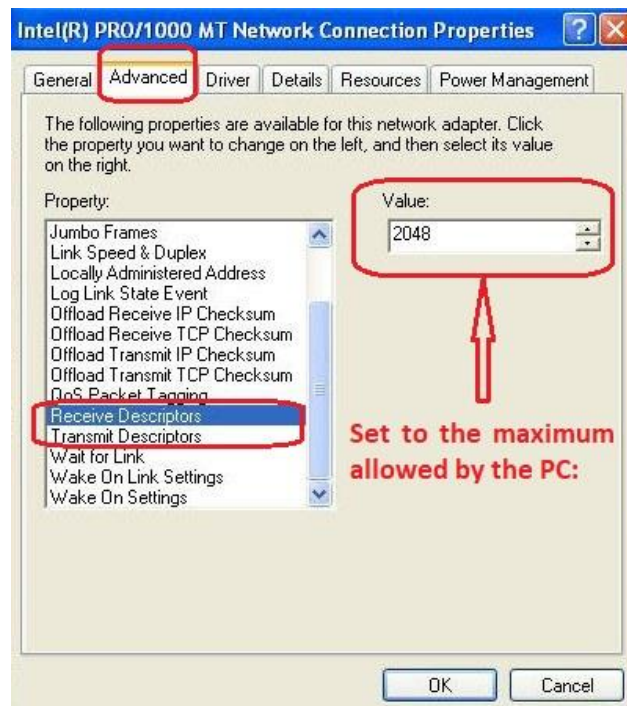 Intel(R) PRO/1000 MT Network Connection Properties
General
Advanced
Driver
Details
Resources
Power Management
The following properties are available for this network adapter. Click
the property you want to change on the left, and then select its value
on the right.
Property:
Value:
Jumbo Frames
2048
Link Speed & Duplex
Locally Administered Address
Log Link State Event
Offload Receive IP Checksum
Offload Receive TCP Checksum
Offload Transmit IP Checksum
Offload Transmit TCP Checksum
QoS Packet Tagging
Receive Descriptors
Transmit Descriptors
Wait for Link
Wake On Link Settings
Wake On Settings
Set to the maximum
allowed by the PC:
OK
Cancel